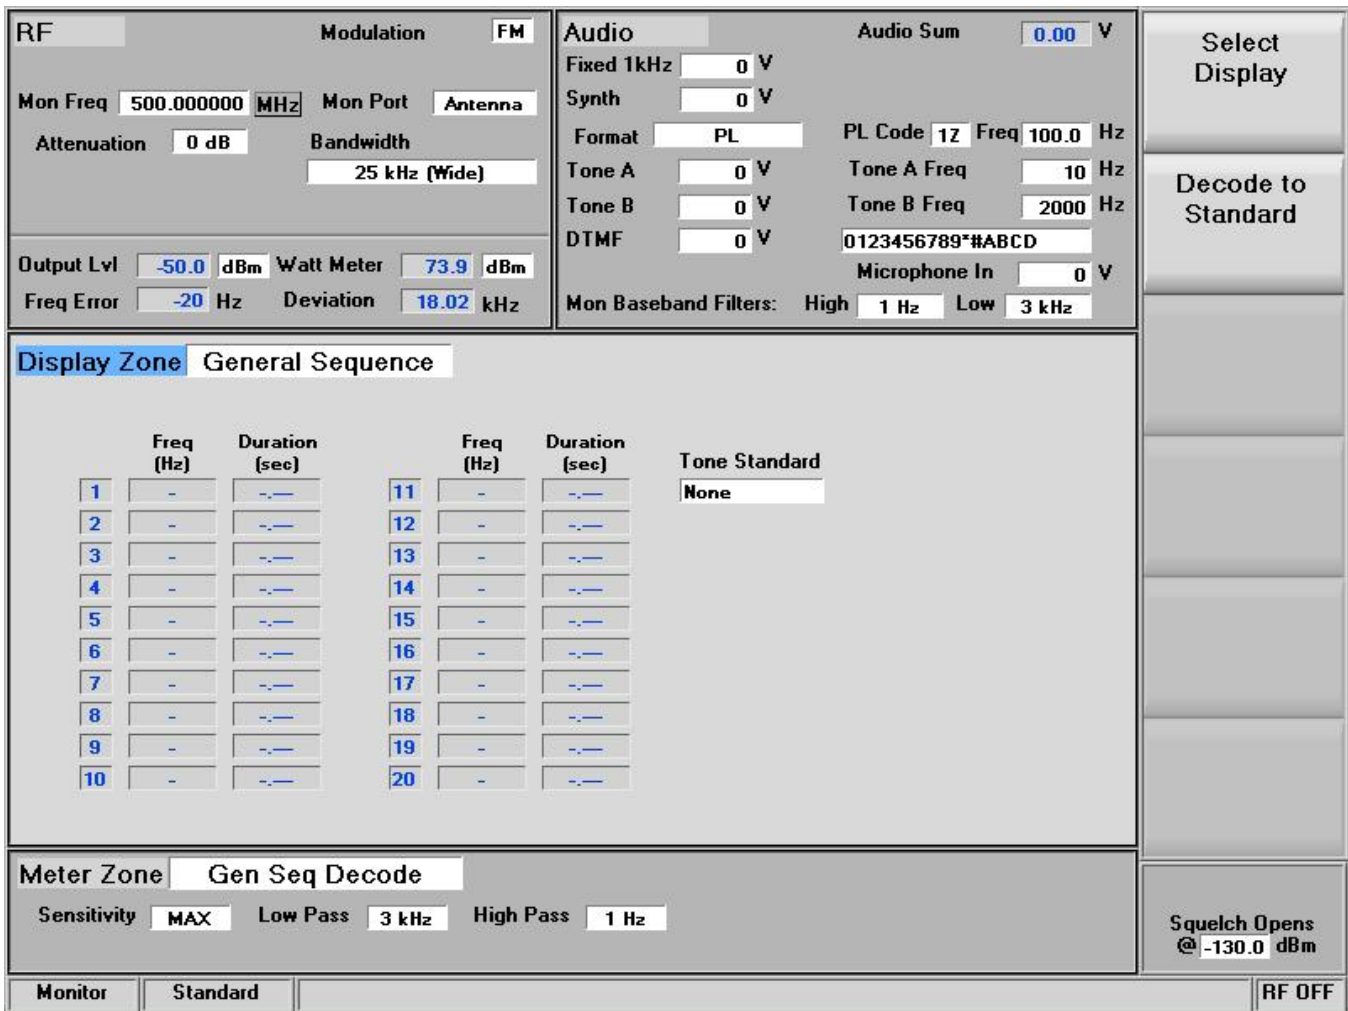 RF
Modulation FM
Mon Freq 500.000000 MHz Mon Port Antenna
Attenuation 0 dB Bandwidth
25 kHz (Wide)
Output Lvl -50.0 dBm Watt Meter 73.9 dBm
Freq Error -20 Hz Deviation 18.02 kHz
Audio Audio Sum 0.00 V
Fixed 1kHz 0 V
Synth 0 V
Format PL PL Code 1Z Freq 100.0 Hz
Tone A 0 V Tone A Freq 10 Hz
Tone B 0 V Tone B Freq 2000 Hz
DTMF 0 V 0123456789*#ABCD
Microphone In 0 V
Mon Baseband Filters: High 1 Hz Low 3 kHz
Select
Display
Decode to
Standard
Display Zone General Sequence
Freq Duration Freq Duration
(Hz) (sec) (Hz) (sec) Tone Standard
1 - -.— 11 - -.— None
2 - -.— 12 - -.—
3 - -.— 13 - -.—
4 - -.— 14 - -.—
5 - -.— 15 - -.—
6 - -.— 16 - -.—
7 - -.— 17 - -.—
8 - -.— 18 - -.—
9 - -.— 19 - -.—
10 - -.— 20 - -.—
Meter Zone Gen Seq Decode
Sensitivity MAX Low Pass 3 kHz High Pass 1 Hz
Squelch Opens
@ -130.0 dBm
Monitor Standard RF OFF